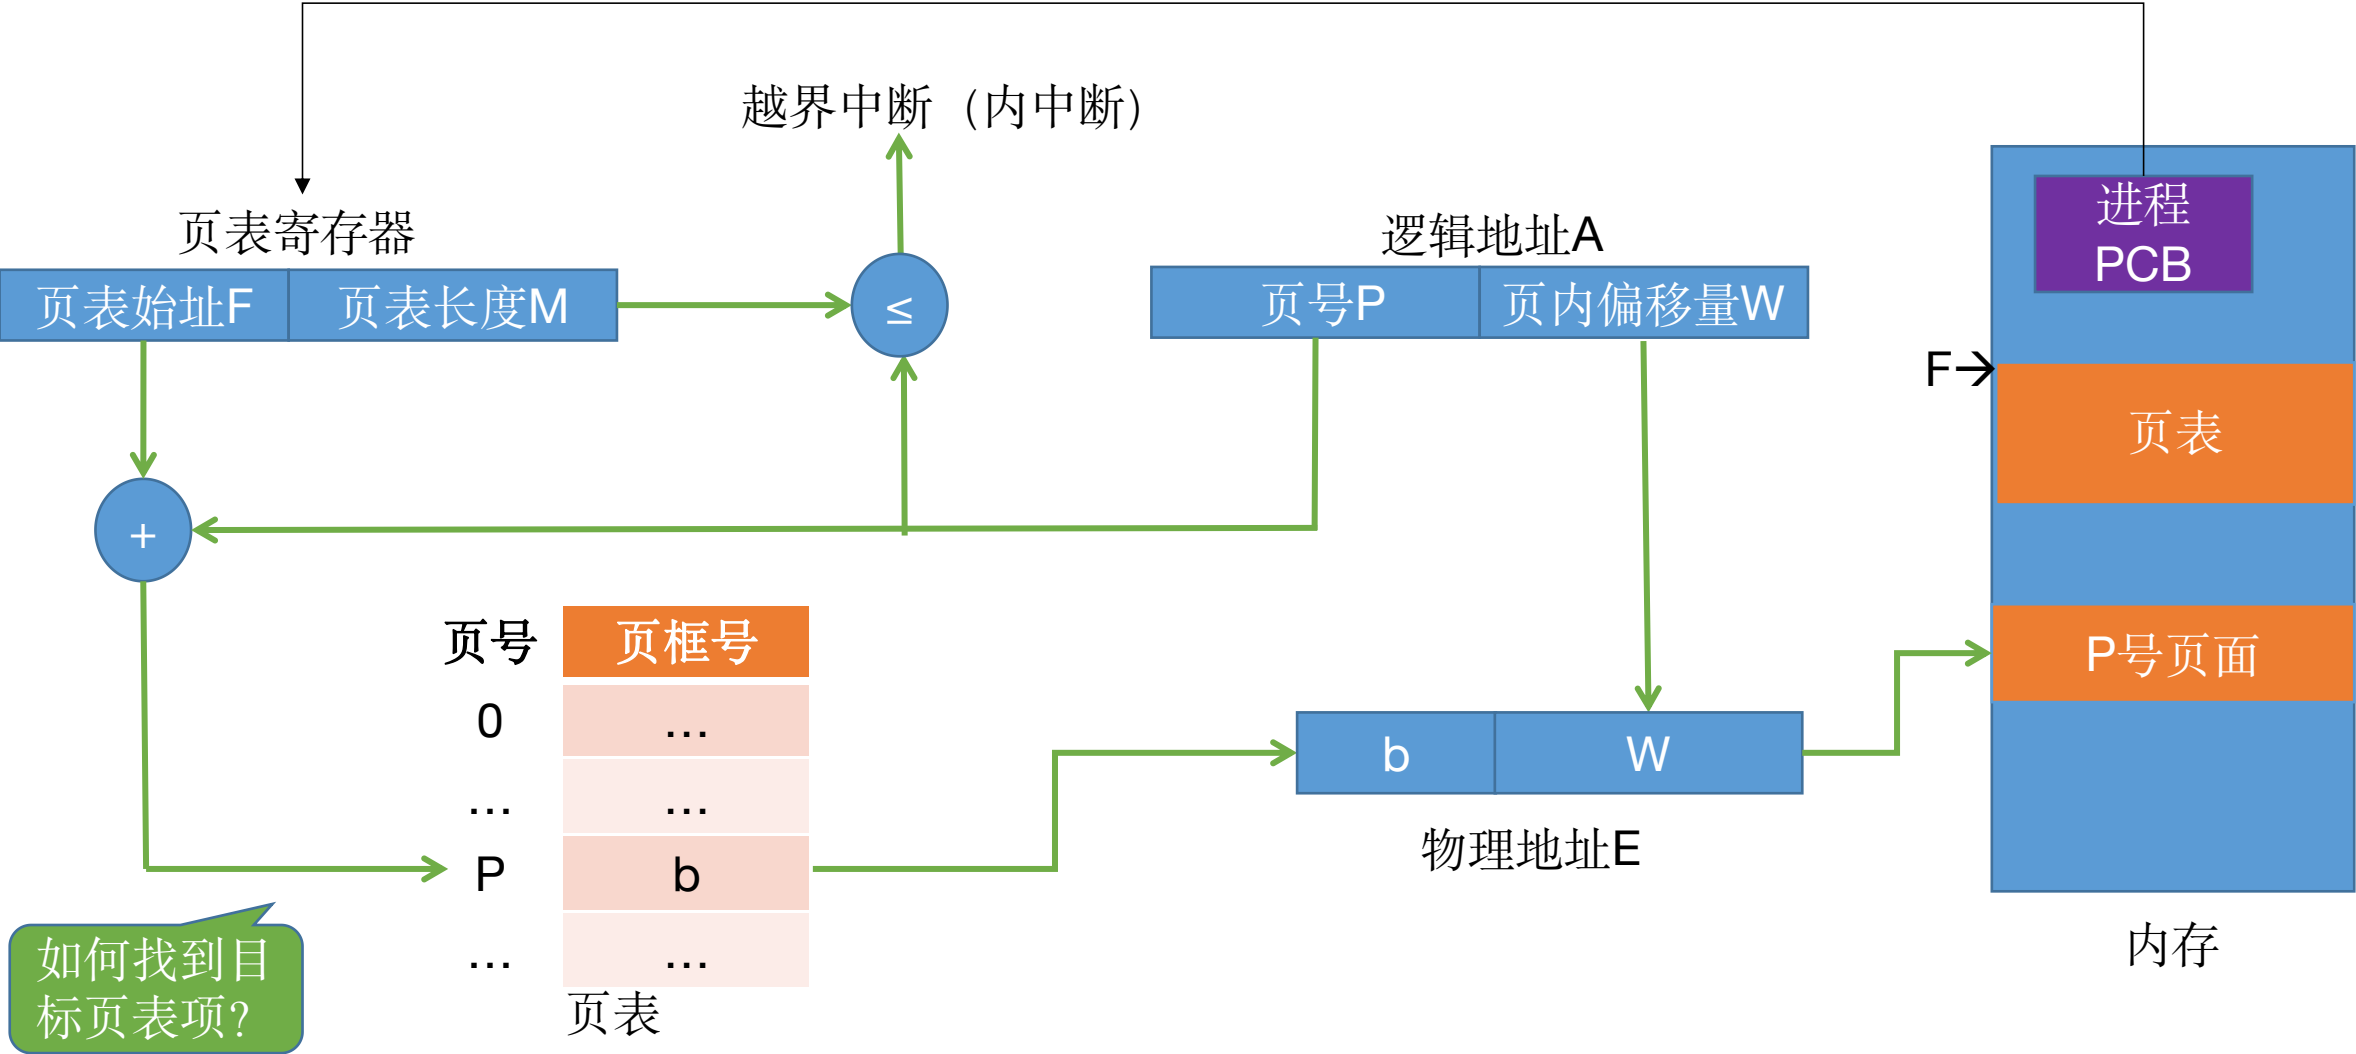 越界中断（内中断）
页表寄存器
逻辑地址A
进程
PCB
页表始址F
页表长度M
≤
页号P
页内偏移量W
F→
页表
+
页号
页框号
P号页面
0
...
...
...
b
W
P
b
物理地址E
...
...
内存
如何找到目
标页表项？
页表